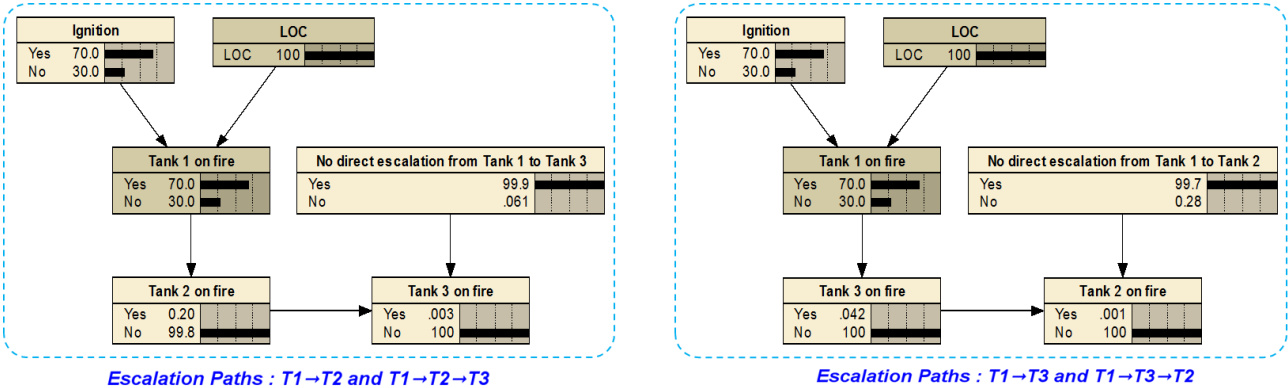 Ignition
Yes 70.0
No 30.0
LOC
LOC 100
Tank 1 on fire
Yes 70.0
No 30.0
No direct escalation from Tank 1 to Tank 3
Yes 99.9
No .061
Tank 2 on fire
Yes 0.20
No 99.8
Tank 3 on fire
Yes .003
No 100
Escalation Paths : T1→T2 and T1→T2→T3
Ignition
Yes 70.0
No 30.0
LOC
LOC 100
Tank 1 on fire
Yes 70.0
No 30.0
No direct escalation from Tank 1 to Tank 2
Yes 99.7
No 0.28
Tank 3 on fire
Yes .042
No 100
Tank 2 on fire
Yes .001
No 100
Escalation Paths : T1→T3 and T1→T3→T2